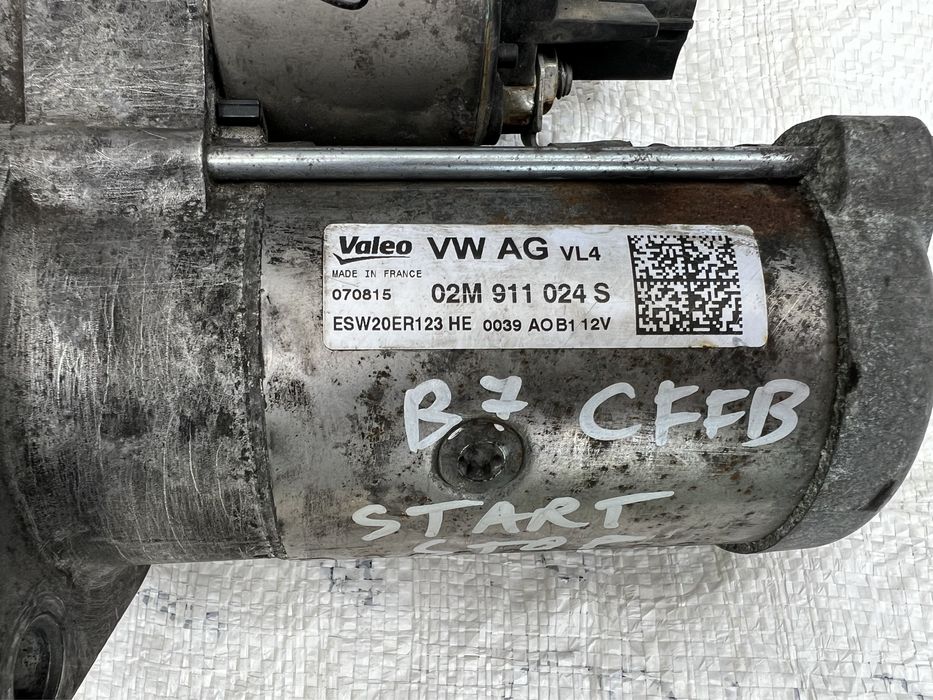 Valeo VW AG VL4
MADE IN FRANCE
070815 02M 911 024 S
ESW20ER123 HE 0039 AOB1 12V
B7 CFFB
START
STOP